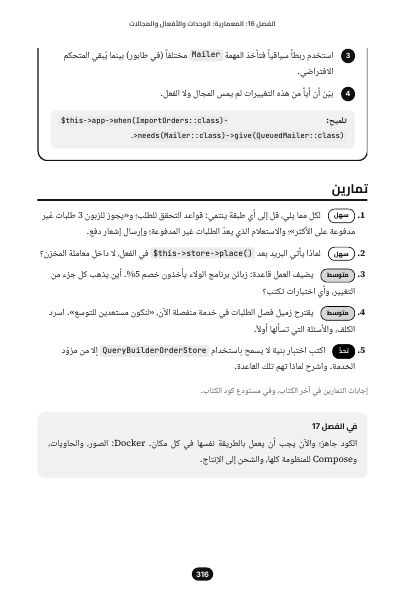 الفصل 16: المعمارية: الوحدات والأفعال والمجالات
3 استخدم ربطاً سياقياً فتأخذ المهمة Mailer مختلفاً (في طابور) بينما يُبقي المتحكم
الافتراضي.
4 بيّن أن أياً من هذه التغييرات لم يمس المجال ولا الفعل.
تلميح: $this->app->when(ImportOrders::class)-
>needs(Mailer::class)->give(QueuedMailer::class).
تمارين
1. سهل لكل مما يلي، قل إلى أي طبقة ينتمي: قواعد التحقق للطلب؛ و«يجوز للزبون 3 طلبات غير
مدفوعة على الأكثر»؛ والاستعلام الذي يعدّ الطلبات غير المدفوعة؛ وإرسال إشعار دفع.
2. سهل لماذا يأتي البريد بعد $this->store->place() في الفعل، لا داخل معاملة المخزن؟
3. متوسط يضيف العمل قاعدة: زبائن برنامج الولاء يأخذون خصم 5%. أين يذهب كل جزء من
التغيير، وأي اختبارات تكتب؟
4. متوسط يقترح زميل فصل الطلبات في خدمة منفصلة الآن، «لنكون مستعدين للتوسع». اسرد
الكلف، والأسئلة التي تسألها أولاً.
5. تحدٍّ اكتب اختبار بنية لا يسمح باستخدام QueryBuilderOrderStore إلا من مزوّد
الخدمة. واشرح لماذا تهم تلك القاعدة.
إجابات التمارين في آخر الكتاب، وفي مستودع كود الكتاب.
في الفصل 17
الكود جاهز؛ والآن يجب أن يعمل بالطريقة نفسها في كل مكان. Docker: الصور، والحاويات،
وCompose للمنظومة كلها، والشحن إلى الإنتاج.
316